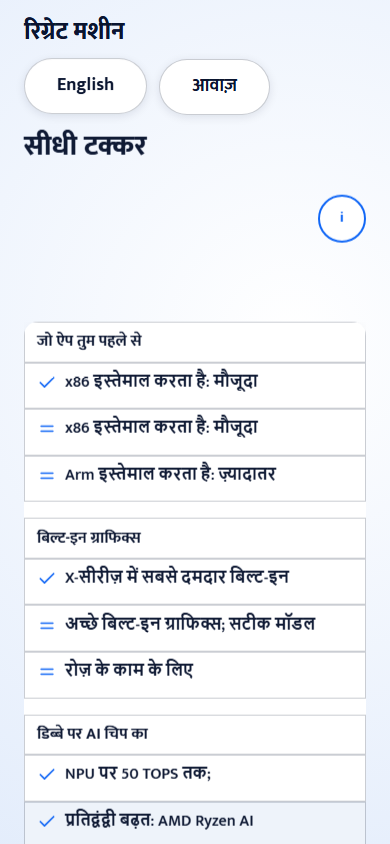 रिग्रेट मशीन
English
आवाज़
सीधी टक्कर
i
जो ऐप तुम पहले से
x86 इस्तेमाल करता है: मौजूदा
x86 इस्तेमाल करता है: मौजूदा
Arm इस्तेमाल करता है: ज़्यादातर
बिल्ट-इन ग्राफिक्स
X-सीरीज़ में सबसे दमदार बिल्ट-इन
अच्छे बिल्ट-इन ग्राफिक्स; सटीक मॉडल
रोज़ के काम के लिए
डिब्बे पर AI चिप का
NPU पर 50 TOPS तक;
प्रतिद्वंद्वी बढ़त: AMD Ryzen AI